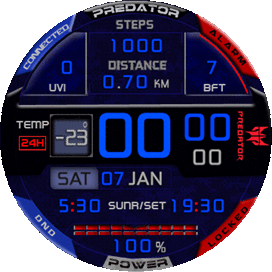 PREDATOR
STEPS
CONNECTED
ALARM
1000
0
DISTANCE
7
UVI
0.70 KM
BFT
TEMP
24H
-23°
00:00
00
00
PREDATOR
SAT 07 JAN
5:30 SUNR/SET 19:30
DND
LOCKED
100%
POWER